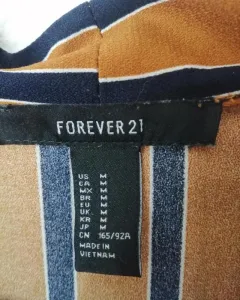 FOREVER 21
US M
CA M
MX M
BR M
EU M
UK M
KR M
JP M
CN 165/92A
MADE IN
VIETNAM